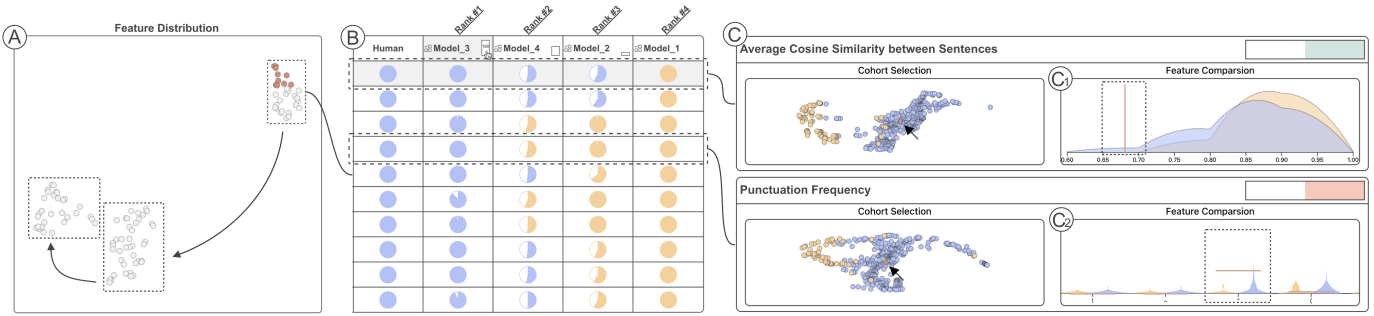 A
Feature Distribution
B
Rank #1
Rank #2
Rank #3
Rank #4
Human
Model_3
Model_4
Model_2
Model_1
C
Average Cosine Similarity between Sentences
Cohort Selection
C1
Feature Comparsion
0.60 0.65 0.70 0.75 0.80 0.85 0.90 0.95 1.00
Punctuation Frequency
Cohort Selection
C2
Feature Comparsion